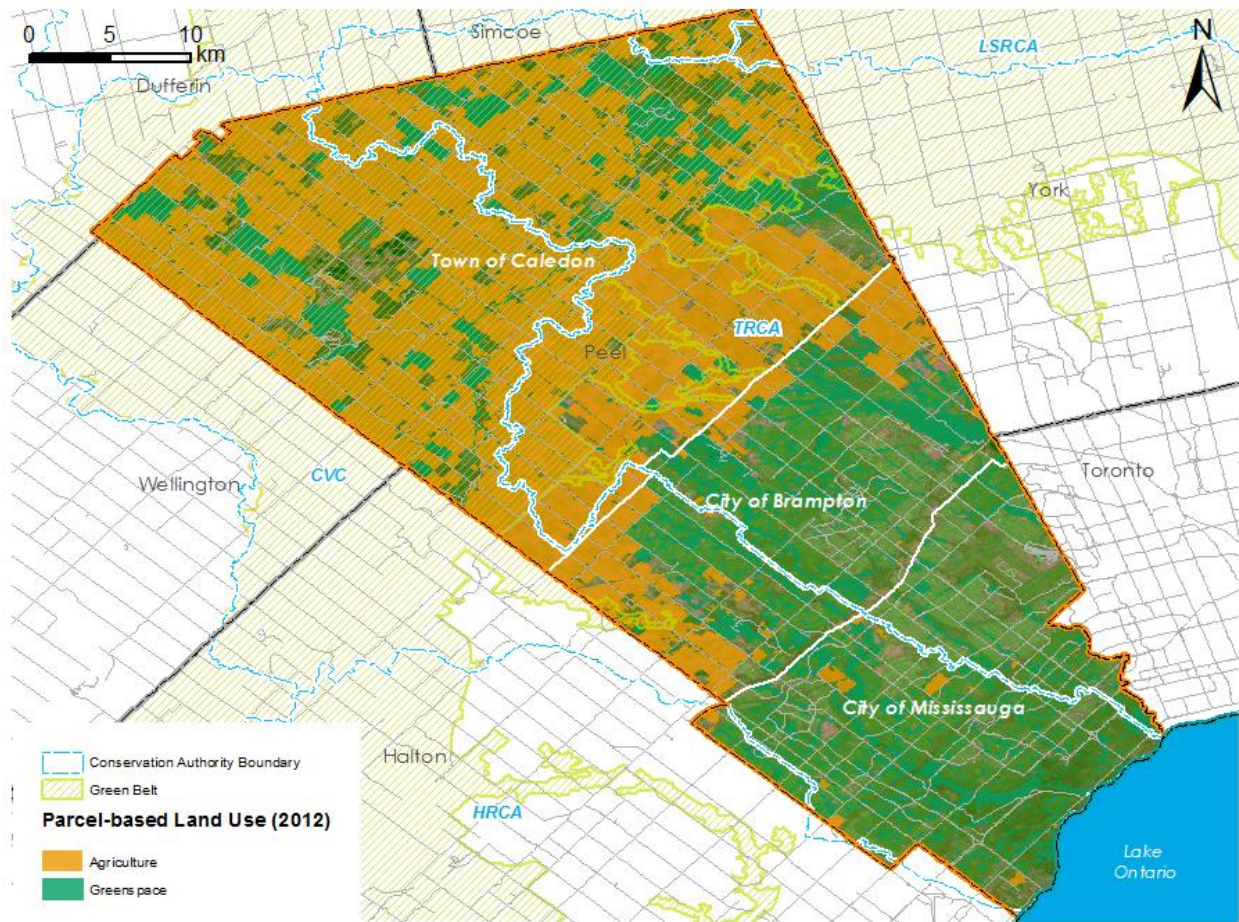 0 5 10
km
Simcoe
N
LSRCA
Dufferin
York
Town of Caledon
TRCA
Peel
Toronto
Wellington
CVC
City of Brampton
City of Mississauga
Halton
HRCA
Lake
Ontario
Conservation Authority Boundary
Green Belt
Parcel-based Land Use (2012)
Agriculture
Greenspace